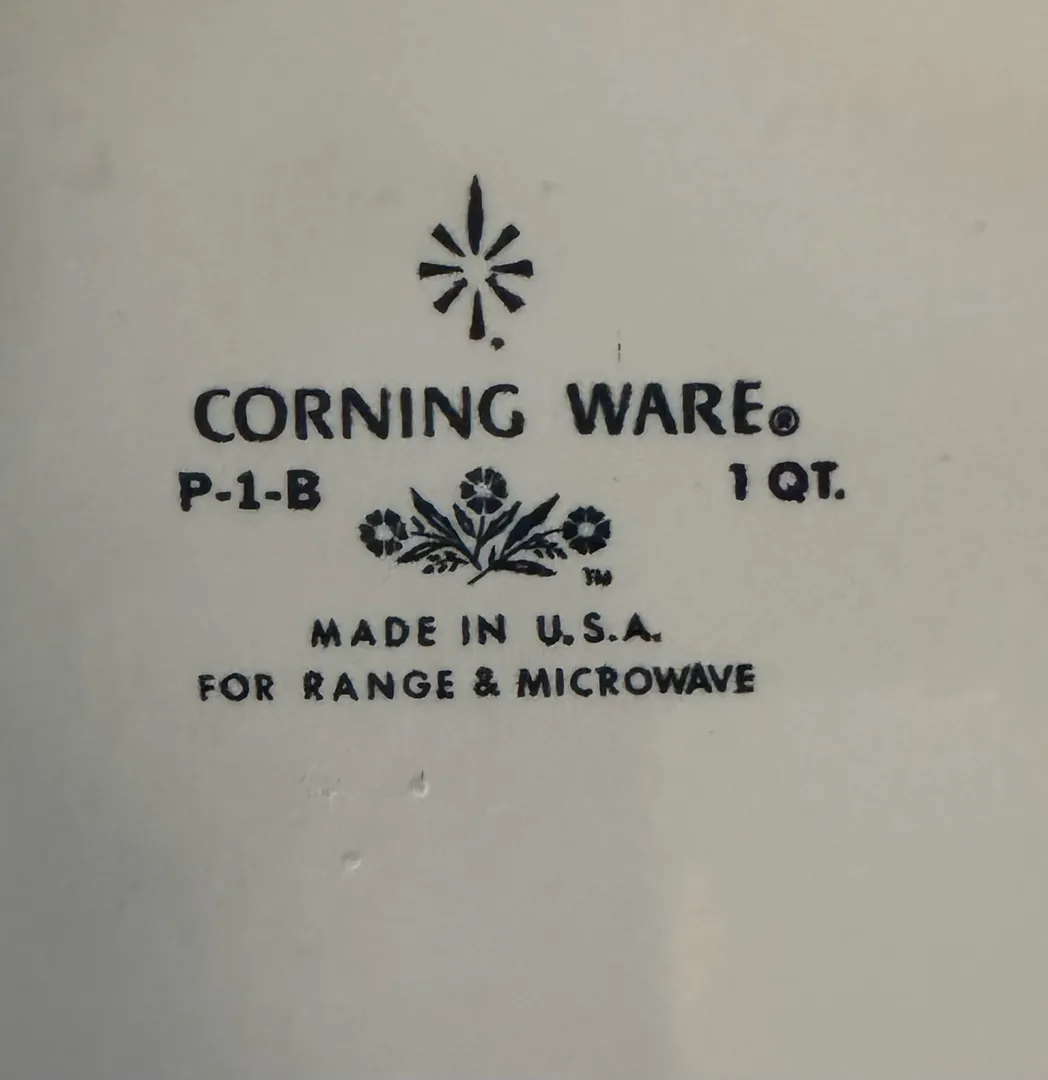 CORNING WARE®
P-1-B 1 QT.
TM
MADE IN U.S.A.
FOR RANGE & MICROWAVE